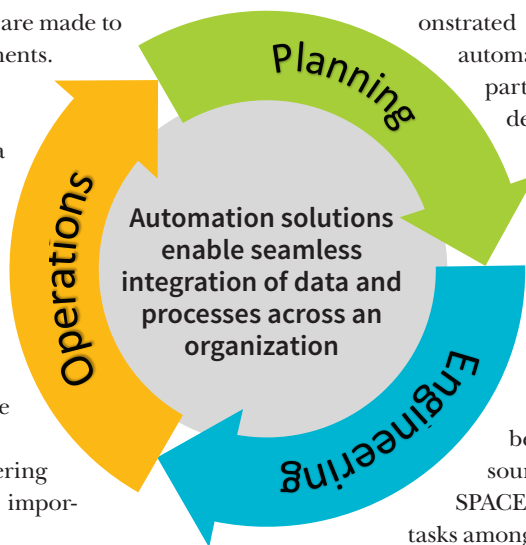 are made to
onstrated
automa
part
de
Planning
Operations
Automation solutions
enable seamless
integration of data and
processes across an
organization
Engineering
be
ering
sour
impor-
SPACE
tasks among